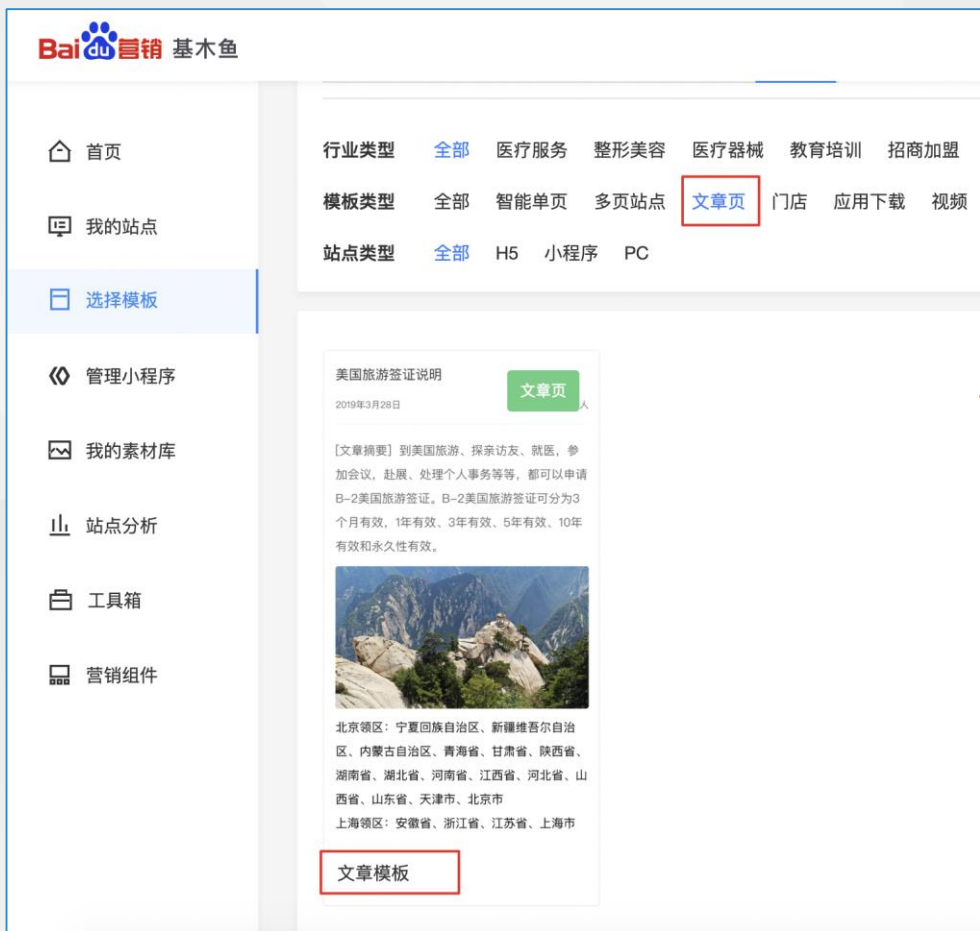 Bai du 营销 基木鱼
首页
我的站点
选择模板
管理小程序
我的素材库
站点分析
工具箱
营销组件
行业类型 全部 医疗服务 整形美容 医疗器械 教育培训 招商加盟
模板类型 全部 智能单页 多页站点 文章页 门店 应用下载 视频
站点类型 全部 H5 小程序 PC
美国旅游签证说明
文章页
2019年3月28日 人
[文章摘要] 到美国旅游、探亲访友、就医，参
加会议，赴展、处理个人事务等等，都可以申请
B-2美国旅游签证。B-2美国旅游签证可分为3
个月有效，1年有效、3年有效、5年有效、10年
有效和永久性有效。
北京领区：宁夏回族自治区、新疆维吾尔自治
区、内蒙古自治区、青海省、甘肃省、陕西省、
湖南省、湖北省、河南省、江西省、河北省、山
西省、山东省、天津市、北京市
上海领区：安徽省、浙江省、江苏省、上海市
文章模板